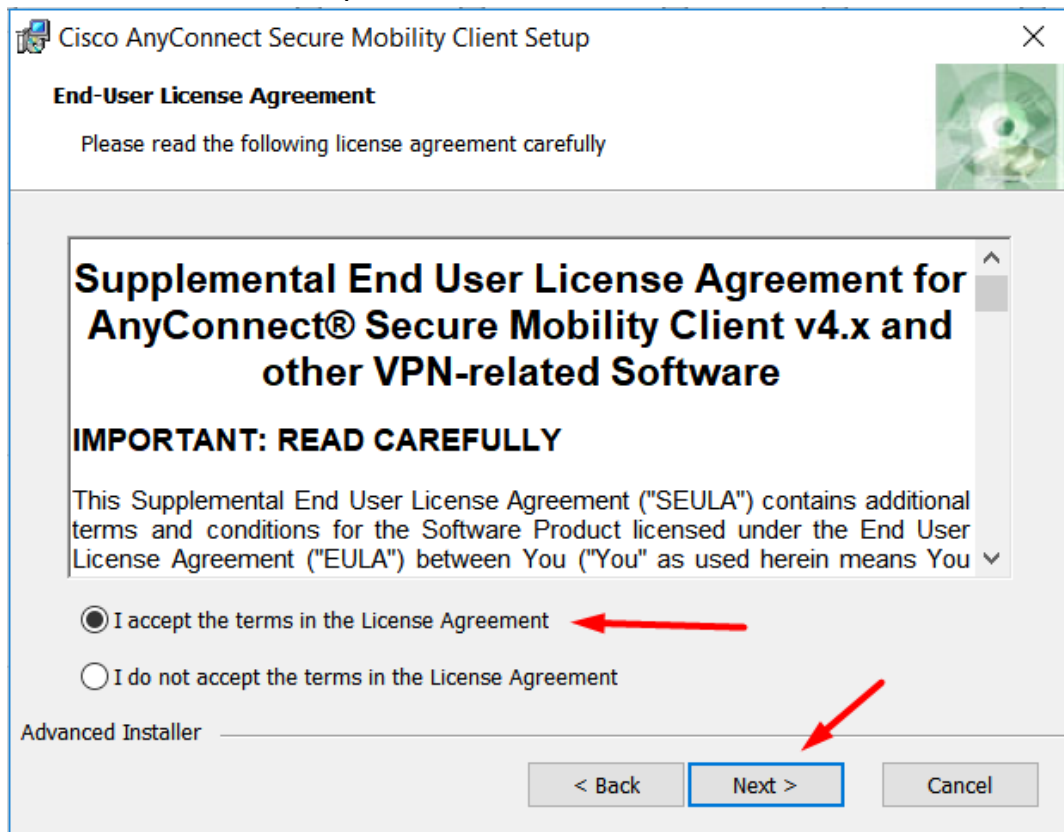 Cisco AnyConnect Secure Mobility Client Setup
End-User License Agreement
Please read the following license agreement carefully
Supplemental End User License Agreement for
AnyConnect® Secure Mobility Client v4.x and
other VPN-related Software
IMPORTANT: READ CAREFULLY
This Supplemental End User License Agreement ("SEULA") contains additional
terms and conditions for the Software Product licensed under the End User
License Agreement ("EULA") between You ("You" as used herein means You
I accept the terms in the License Agreement
I do not accept the terms in the License Agreement
Advanced Installer
< Back
Next >
Cancel